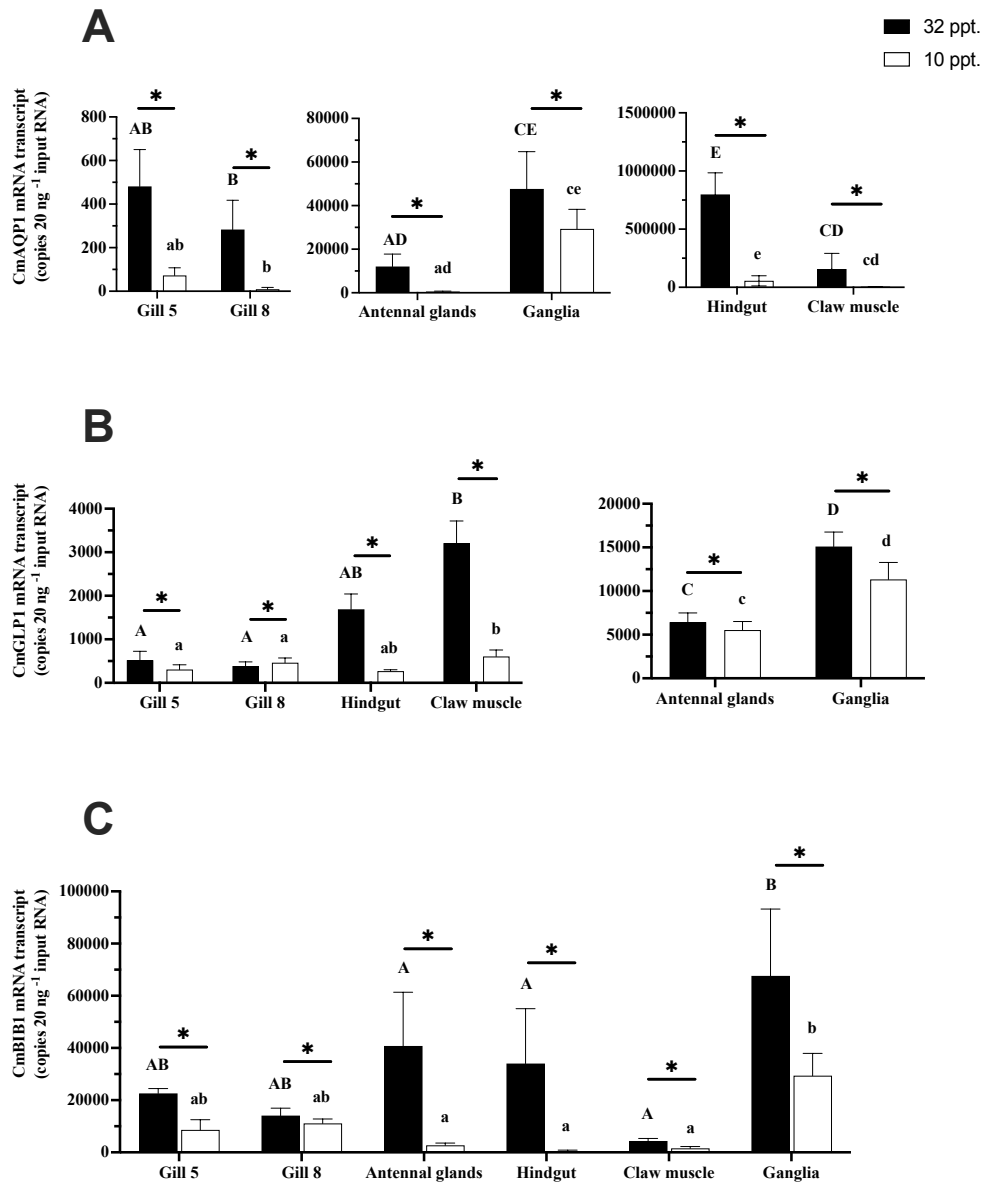 A
32 ppt.
10 ppt.
CmAQP1 mRNA transcript
(copies 20 ng -1 input RNA)
800
600
400
200
0
AB
*
ab
B
*
b
Gill 5
Gill 8
80000
60000
40000
20000
0
AD
*
ad
CE
*
ce
Antennal glands
Ganglia
1500000
1000000
500000
0
E
*
e
CD
*
cd
Hindgut
Claw muscle
B
CmGLP1 mRNA transcript
(copies 20 ng -1 input RNA)
4000
3000
2000
1000
0
A
*
a
A
*
a
AB
*
ab
B
*
b
Gill 5
Gill 8
Hindgut
Claw muscle
20000
15000
10000
5000
0
C
*
c
D
*
d
Antennal glands
Ganglia
C
CmBIB1 mRNA transcript
(copies 20 ng -1 input RNA)
100000
80000
60000
40000
20000
0
AB
*
ab
AB
*
ab
A
*
a
A
*
a
A
*
a
B
*
b
Gill 5
Gill 8
Antennal glands
Hindgut
Claw muscle
Ganglia